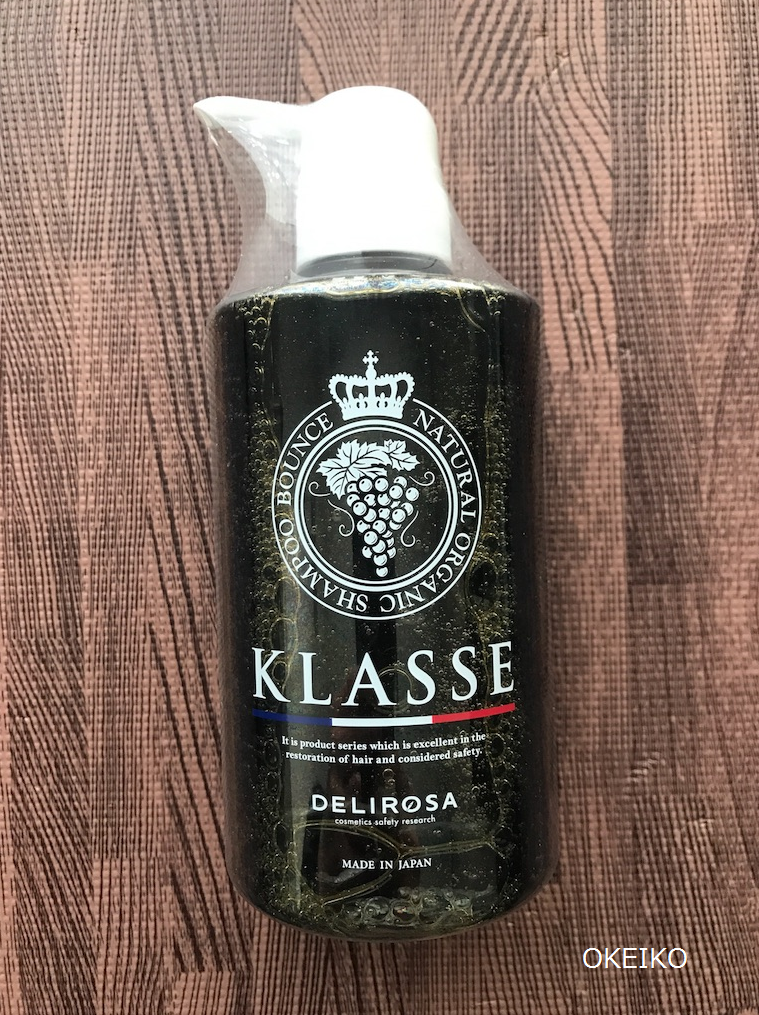 BOUNCE NATURAL ORGANIC SHAMPOO
KLASSE
It is product series which is excellent in the
restoration of hair and considered safety.
DELIRØSA
cosmetics safety research
MADE IN JAPAN
OKEIKO